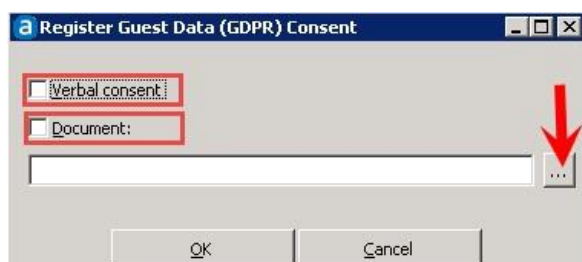 a Register Guest Data (GDPR) Consent
Verbal consent
Document:
...
OK Cancel